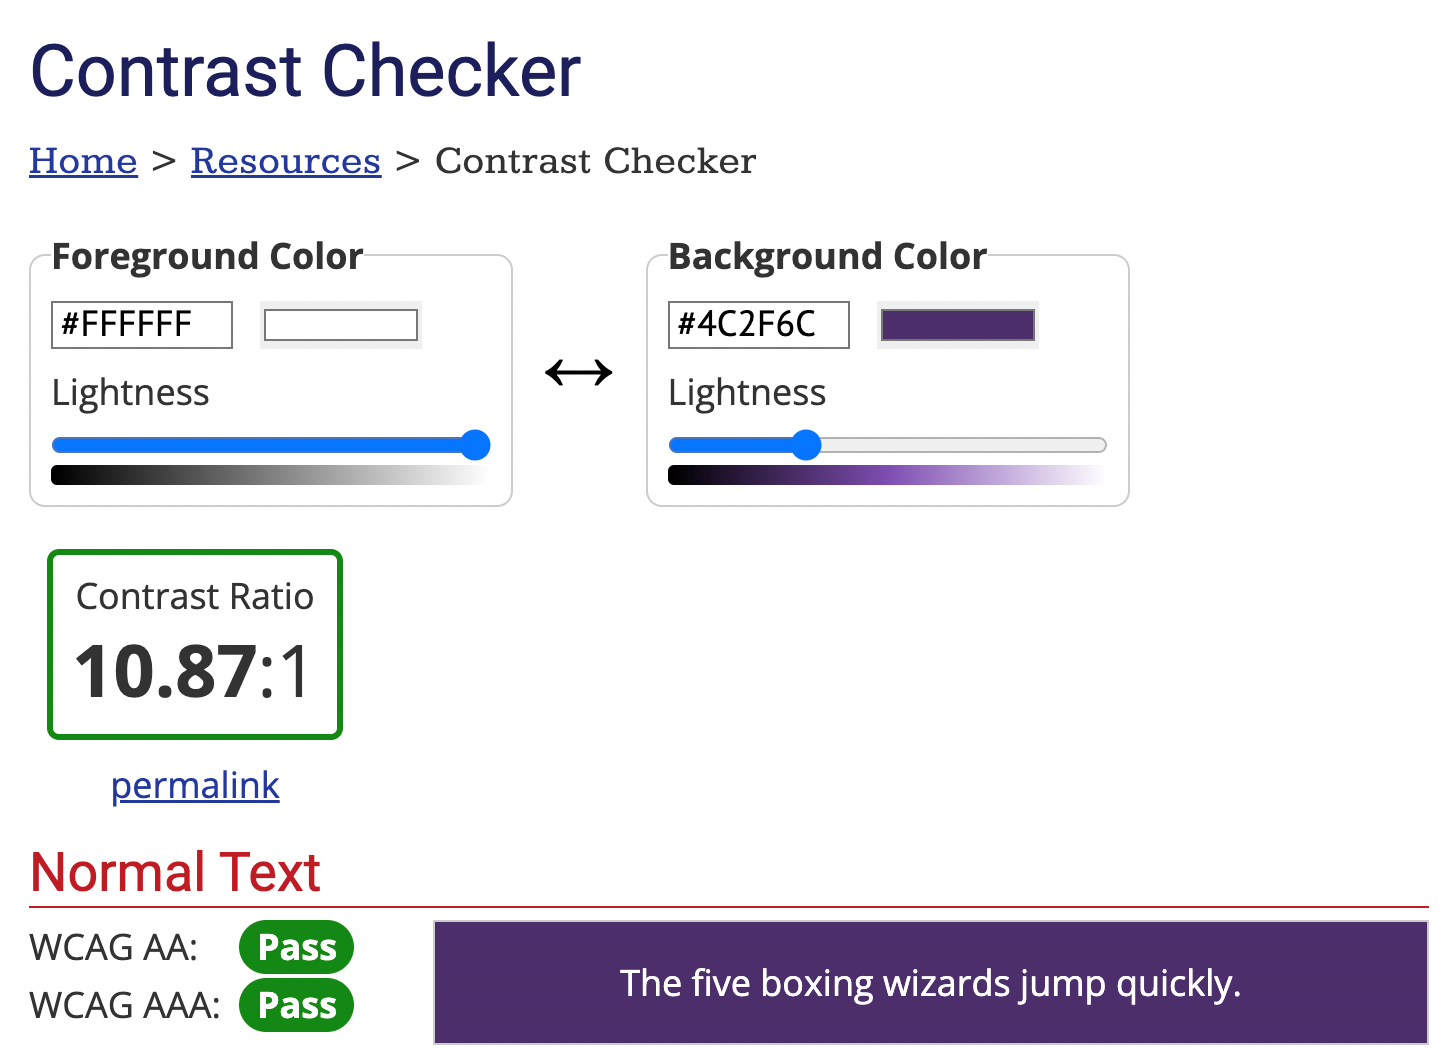 Contrast Checker
Home > Resources > Contrast Checker
Foreground Color
#FFFFFF
Lightness
Background Color
#4C2F6C
Lightness
Contrast Ratio
10.87:1
permalink
Normal Text
WCAG AA: Pass
WCAG AAA: Pass
The five boxing wizards jump quickly.